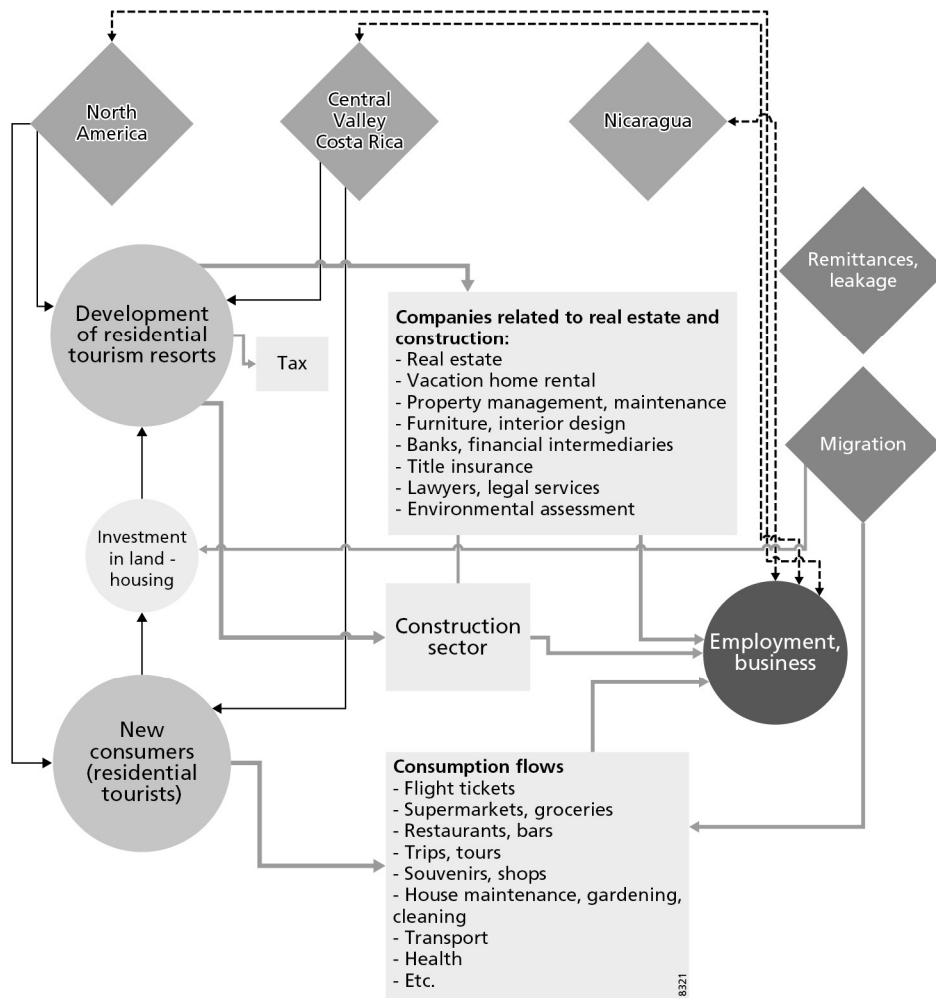 North
America
Central
Valley
Costa Rica
Nicaragua
Remittances,
leakage
Development
of residential
tourism resorts
Tax
Companies related to real estate and
construction:
- Real estate
- Vacation home rental
- Property management, maintenance
- Furniture, interior design
- Banks, financial intermediaries
- Title insurance
- Lawyers, legal services
- Environmental assessment
Migration
Investment
in land -
housing
Construction
sector
Employment,
business
New
consumers
(residential
tourists)
Consumption flows
- Flight tickets
- Supermarkets, groceries
- Restaurants, bars
- Trips, tours
- Souvenirs, shops
- House maintenance, gardening,
cleaning
- Transport
- Health
- Etc.
8321